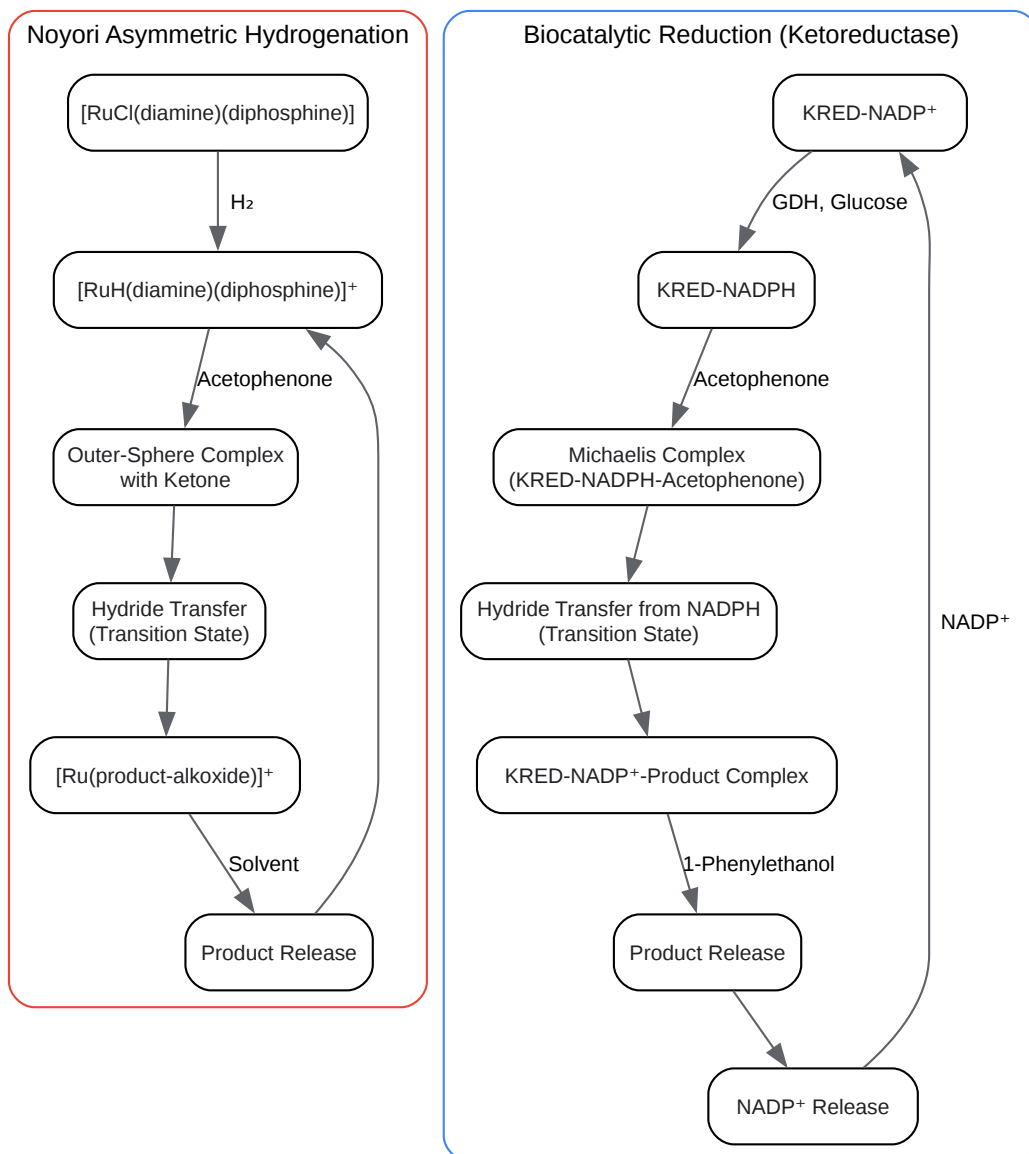 Noyori Asymmetric Hydrogenation
[RuCl(diamine)(diphosphine)]
H₂
[RuH(diamine)(diphosphine)]⁺
Acetophenone
Outer-Sphere Complex
with Ketone
Hydride Transfer
(Transition State)
[Ru(product-alkoxide)]⁺
Solvent
Product Release
Biocatalytic Reduction (Ketoreductase)
KRED-NADP⁺
GDH, Glucose
KRED-NADPH
Acetophenone
Michaelis Complex
(KRED-NADPH-Acetophenone)
Hydride Transfer from NADPH
(Transition State)
NADP⁺
KRED-NADP⁺-Product Complex
1-Phenylethanol
Product Release
NADP⁺ Release